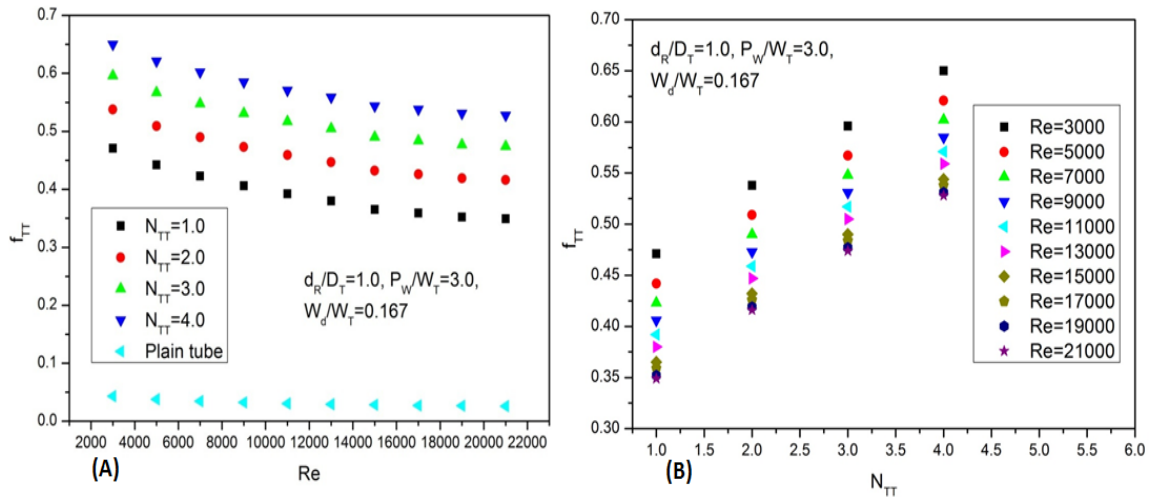 0.7
0.6
0.5
0.4
0.3
0.2
0.1
0.0
f_TT
N_TT=1.0
N_TT=2.0
N_TT=3.0
N_TT=4.0
Plain tube
d_R/D_T=1.0, P_W/W_T=3.0,
W_d/W_T=0.167
2000 4000 6000 8000 10000 12000 14000 16000 18000 20000 22000
(A)
Re
0.70
0.65
0.60
0.55
0.50
0.45
0.40
0.35
0.30
f_TT
d_R/D_T=1.0, P_W/W_T=3.0,
W_d/W_T=0.167
Re=3000
Re=5000
Re=7000
Re=9000
Re=11000
Re=13000
Re=15000
Re=17000
Re=19000
Re=21000
1.0 1.5 2.0 2.5 3.0 3.5 4.0 4.5 5.0 5.5 6.0
(B)
N_TT